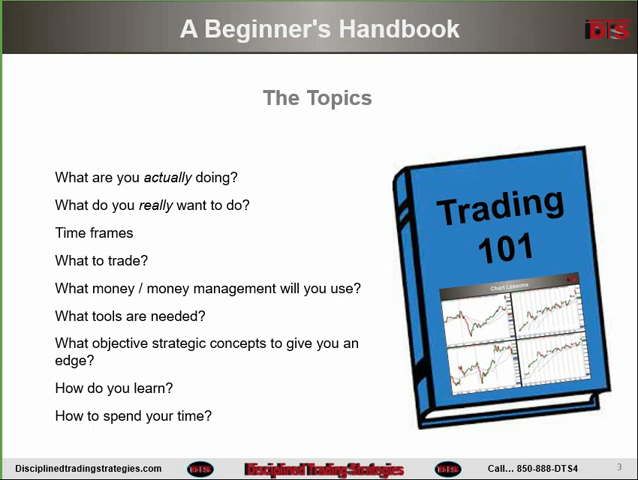 A Beginner's Handbook
DTS
The Topics
What are you actually doing?
What do you really want to do?
Time frames
What to trade?
What money / money management will you use?
What tools are needed?
What objective strategic concepts to give you an
edge?
How do you learn?
How to spend your time?
Trading
101
Chart Lessons
Disciplinedtradingstrategies.com
DTS
Disciplined Trading Strategies
DTS
Call... 850-888-DTS4
3